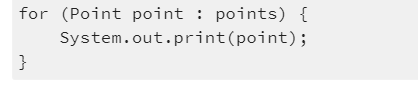 for (Point point : points) {
    System.out.print(point);
}